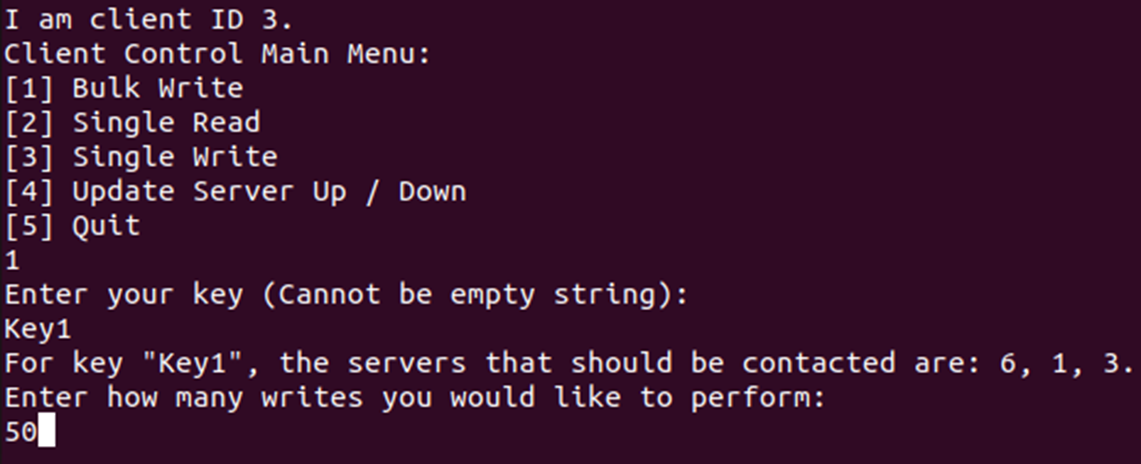 I am client ID 3.
Client Control Main Menu:
[1] Bulk Write
[2] Single Read
[3] Single Write
[4] Update Server Up / Down
[5] Quit
1
Enter your key (Cannot be empty string):
Key1
For key "Key1", the servers that should be contacted are: 6, 1, 3.
Enter how many writes you would like to perform:
50